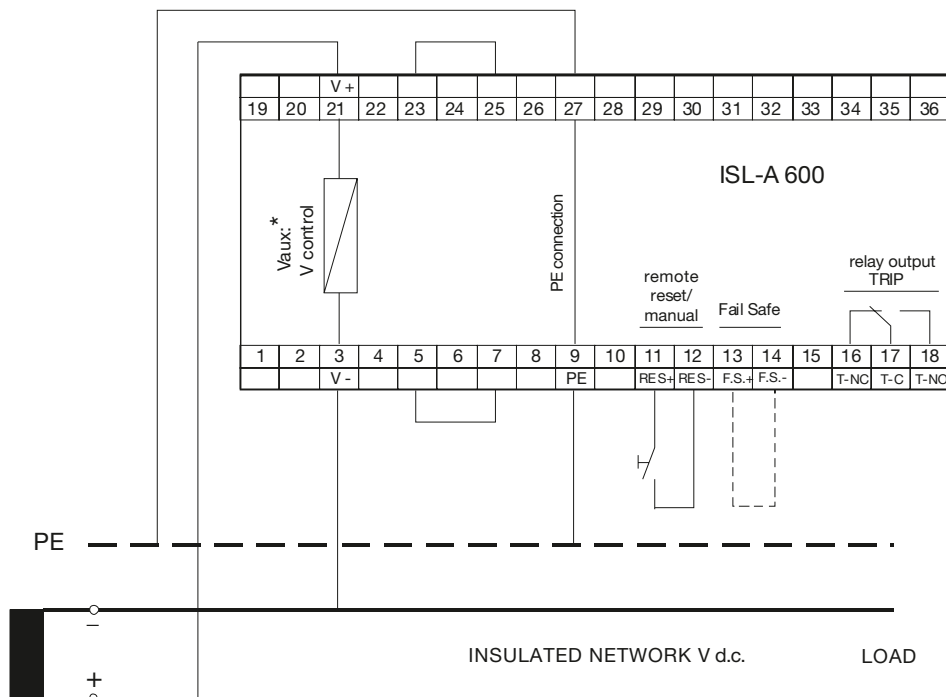 V +
19 20 21 22 23 24 25 26 27 28 29 30 31 32 33 34 35 36
ISL-A 600
Vaux: *
V control
PE connection
remote
reset/
manual
Fail Safe
relay output
TRIP
1 2 3 4 5 6 7 8 9 10 11 12 13 14 15 16 17 18
V - PE RES+ RES- F.S.+ F.S.- T-NC T-C T-NO
PE
–
INSULATED NETWORK V d.c. LOAD
+